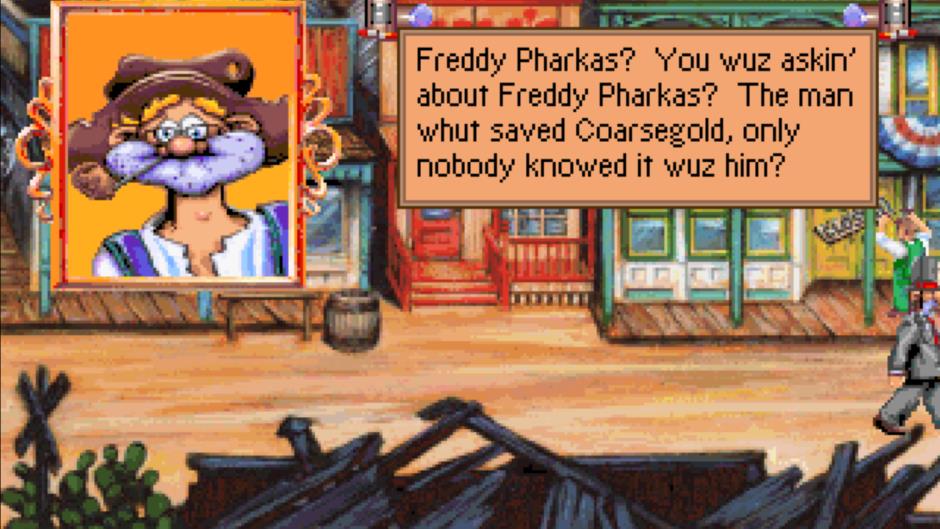 Freddy Pharkas?  You wuz askin'
about Freddy Pharkas?  The man
whut saved Coarsegold, only
nobody knowed it wuz him?